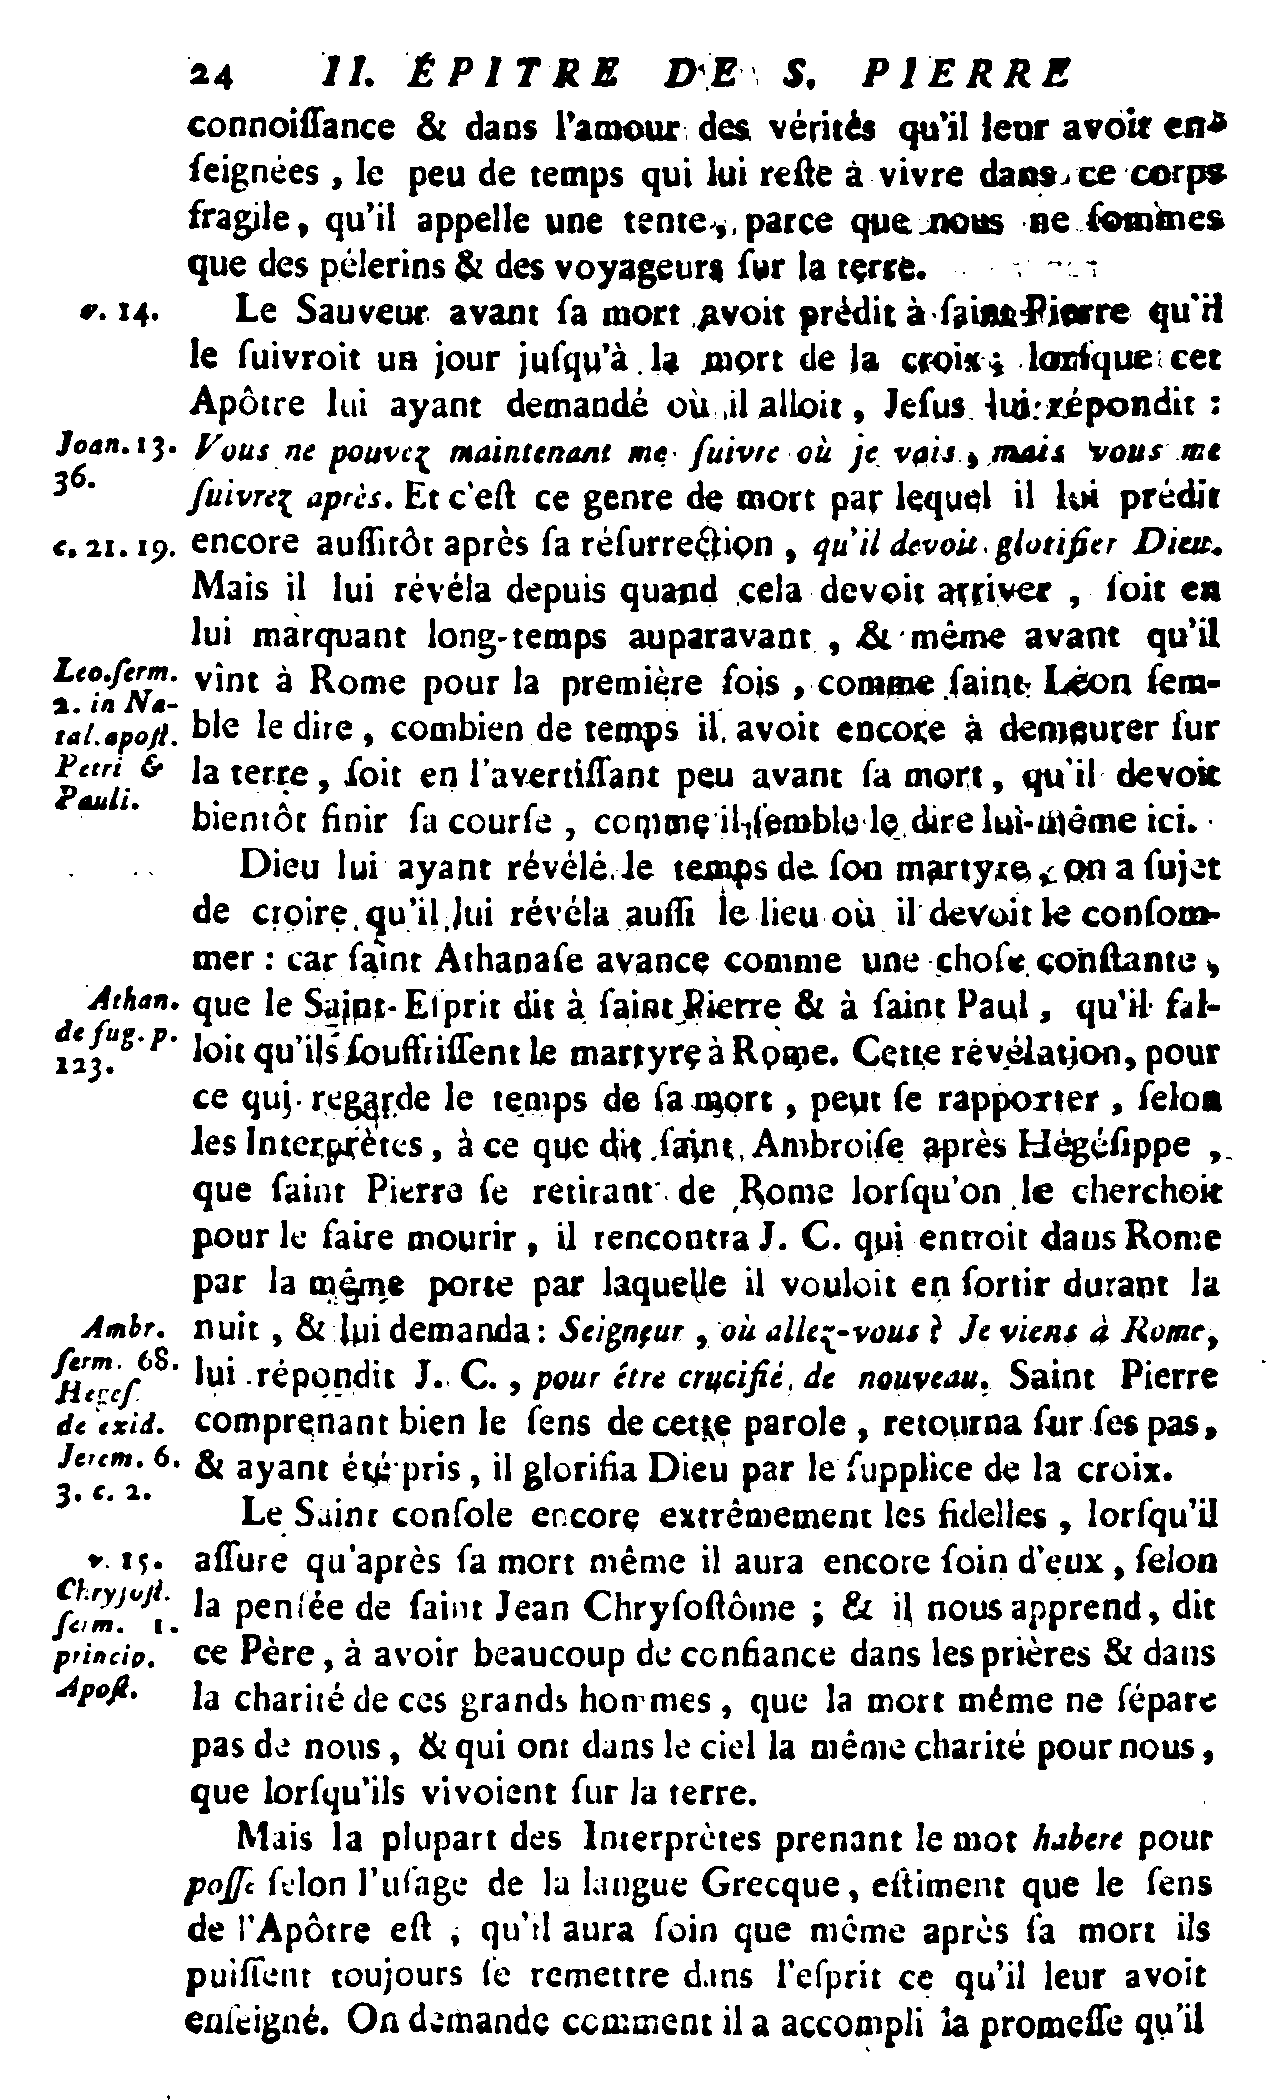 24 II. ÉPITRE DE S. PIERRE
connoiſſance & dans l'amour des vérités qu'il leur avoit en-
ſeignées, le peu de temps qui lui reſte à vivre dans ce corps
fragile, qu'il appelle une tente, parce que nous ne ſommes
que des pélerins & des voyageurs ſur la terre.
v. 14. Le Sauveur avant ſa mort avoit prédit à ſaint Pierre qu'il
le ſuivroit un jour juſqu'à la mort de la croix; lorſque cet
Apôtre lui ayant demandé où il alloit, Jeſus lui répondit :
Joan. 13. Vous ne pouvez maintenant me ſuivre où je vais, mais vous me
36.
ſuivrez après. Et c'eſt ce genre de mort par lequel il lui prédit
c. 21. 19. encore auſſitôt après ſa réſurrection, qu'il devoit glorifier Dieu.
Mais il lui révéla depuis quand cela devoit arriver, ſoit en
lui marquant long-temps auparavant, & même avant qu'il
Leo. ſerm. vînt à Rome pour la première fois, comme ſaint Léon ſem-
2. in Na-
tal. apoſt. ble le dire, combien de temps il avoit encore à demeurer ſur
Petri & la terre, ſoit en l'avertiſſant peu avant ſa mort, qu'il devoit
Pauli.
bientôt finir ſa courſe, comme il ſemble le dire lui-même ici.
Dieu lui ayant révélé le temps de ſon martyre, on a ſujet
de croire qu'il lui révéla auſſi le lieu où il devoit le conſom-
mer : car ſaint Athanaſe avance comme une choſe conſtante,
Athan. que le Saint-Eſprit dit à ſaint Pierre & à ſaint Paul, qu'il fal-
de fug. p. loit qu'ils ſouffriſſent le martyre à Rome. Cette révélation, pour
123.
ce qui regarde le temps de ſa mort, peut ſe rapporter, ſelon
les Interprètes, à ce que dit ſaint Ambroiſe après Hégéſippe,
que ſaint Pierre ſe retirant de Rome lorſqu'on le cherchoit
pour le faire mourir, il rencontra J. C. qui entroit dans Rome
par la même porte par laquelle il vouloit en ſortir durant la
Ambr. nuit, & lui demanda : Seigneur, où allez-vous ? Je viens à Rome,
ſerm. 68. lui répondit J. C., pour être crucifié de nouveau. Saint Pierre
Hegeſ.
de exid. comprenant bien le ſens de cette parole, retourna ſur ſes pas,
Jerem. 6. & ayant été pris, il glorifia Dieu par le ſupplice de la croix.
3. c. 2.
Le Saint conſole encore extrêmement les fidelles, lorſqu'il
v. 15. aſſure qu'après ſa mort même il aura encore ſoin d'eux, ſelon
Chryſoſt. la penſée de ſaint Jean Chryſoſtôme ; & il nous apprend, dit
ſerm. 1.
princip. ce Père, à avoir beaucoup de confiance dans les prières & dans
Apoſt. la charité de ces grands hommes, que la mort même ne ſépare
pas de nous, & qui ont dans le ciel la même charité pour nous,
que lorſqu'ils vivoient ſur la terre.
Mais la plupart des Interprètes prenant le mot habere pour
poſſe ſelon l'uſage de la langue Grecque, eſtiment que le ſens
de l'Apôtre eſt, qu'il aura ſoin que même après ſa mort ils
puiſſent toujours ſe remettre dans l'eſprit ce qu'il leur avoit
enſeigné. On demande comment il a accompli la promeſſe qu'il